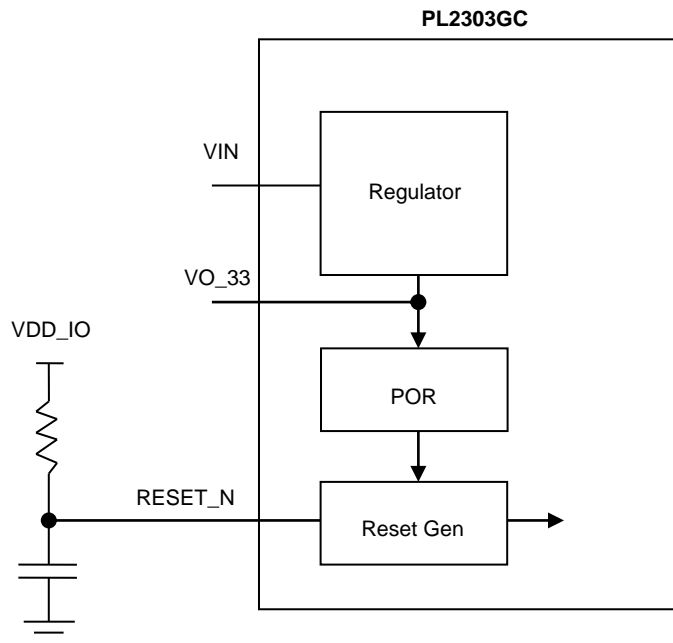 PL2303GC
VIN
Regulator
VO_33
VDD_IO
POR
RESET_N
Reset Gen